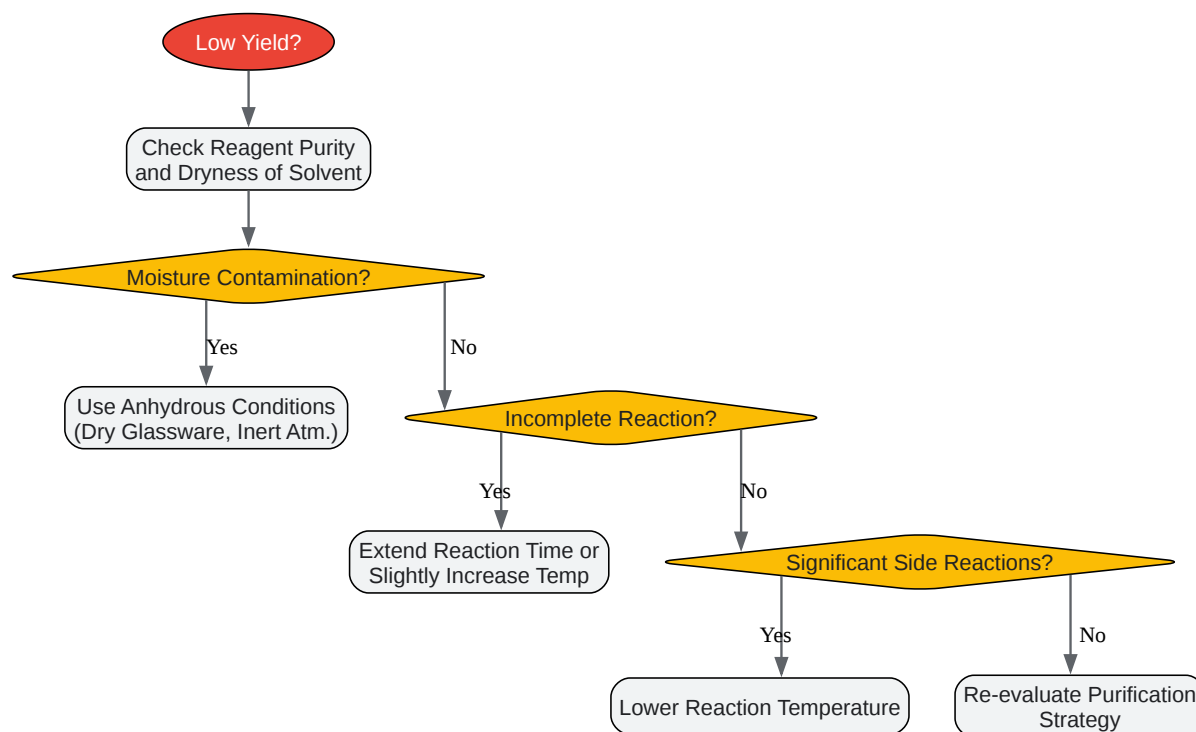 Low Yield?
Check Reagent Purity
and Dryness of Solvent
Moisture Contamination?
Yes
No
Use Anhydrous Conditions
(Dry Glassware, Inert Atm.)
Incomplete Reaction?
Yes
No
Extend Reaction Time or
Slightly Increase Temp
Significant Side Reactions?
Yes
No
Lower Reaction Temperature
Re-evaluate Purification
Strategy